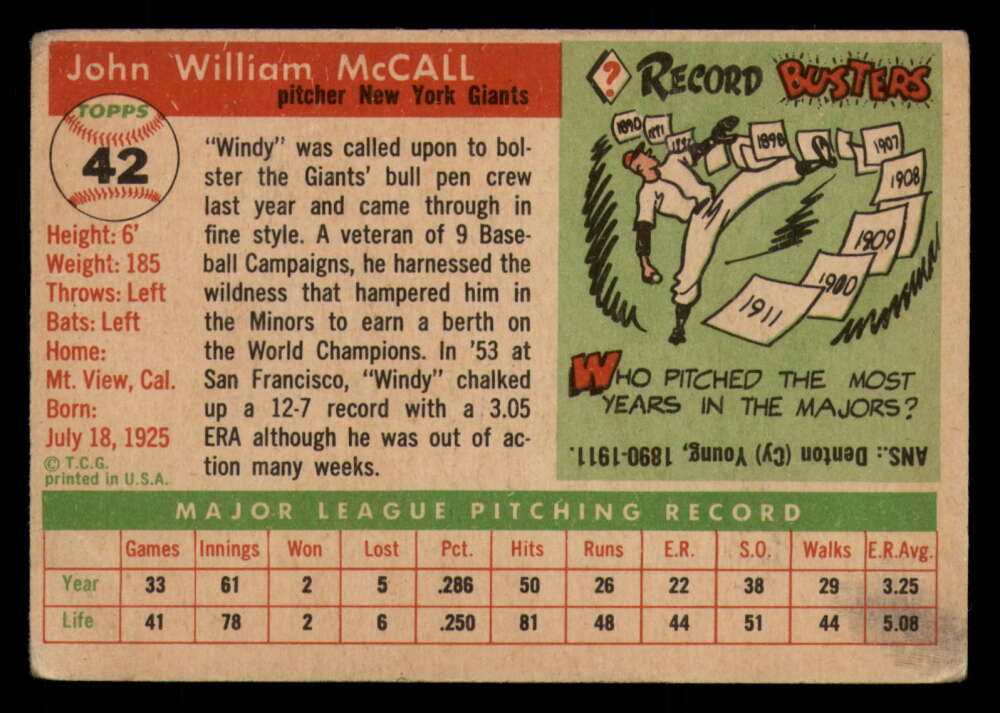 John William McCALL
pitcher New York Giants
TOPPS
42
Height: 6'
Weight: 185
Throws: Left
Bats: Left
Home:
Mt. View, Cal.
Born:
July 18, 1925
© T.C.G.
printed in U.S.A.
"Windy" was called upon to bol-
ster the Giants' bull pen crew
last year and came through in
fine style. A veteran of 9 Base-
ball Campaigns, he harnessed the
wildness that hampered him in
the Minors to earn a berth on
the World Champions. In '53 at
San Francisco, "Windy" chalked
up a 12-7 record with a 3.05
ERA although he was out of ac-
tion many weeks.
? RECORD BUSTERS
1890
1891
1898
1907
1908
1909
1900
1911
WHO PITCHED THE MOST
YEARS IN THE MAJORS?
ANS.: Denton (Cy) Young, 1890-1911.
MAJOR LEAGUE PITCHING RECORD
Games Innings Won Lost Pct. Hits Runs E.R. S.O. Walks E.R.Avg.
Year 33 61 2 5 .286 50 26 22 38 29 3.25
Life 41 78 2 6 .250 81 48 44 51 44 5.08